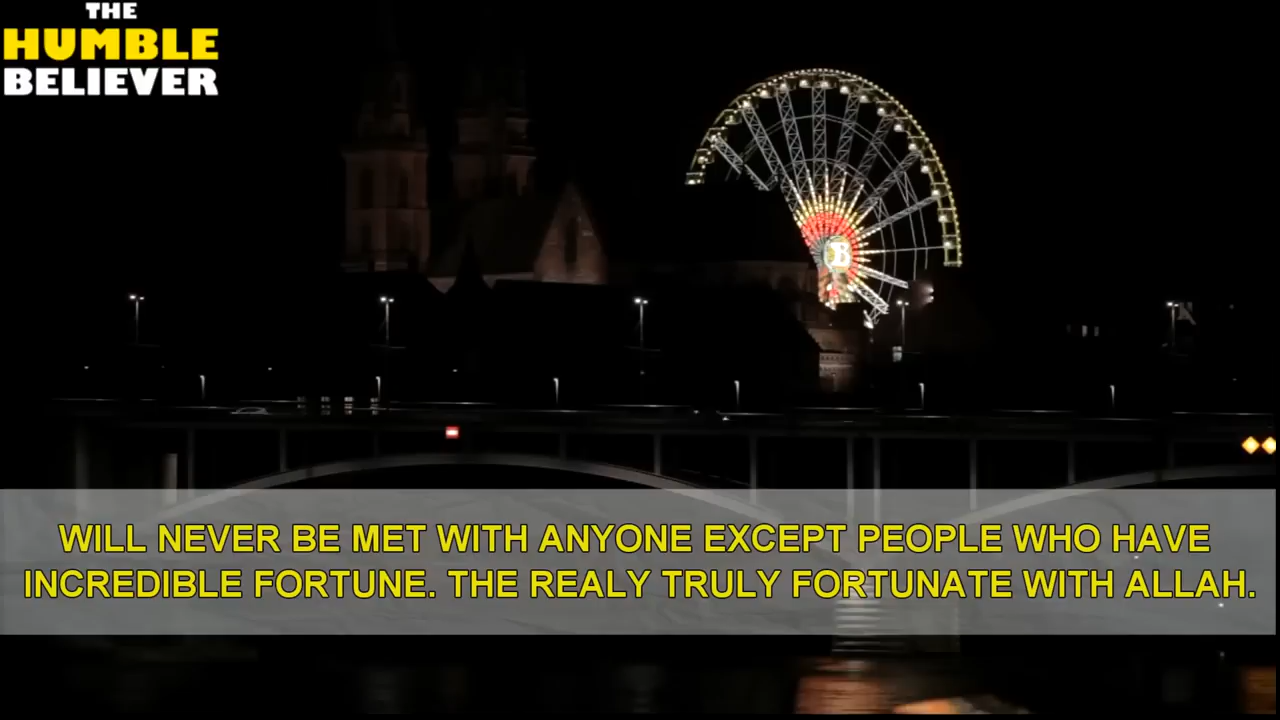 THE
HUMBLE
BELIEVER
B
WILL NEVER BE MET WITH ANYONE EXCEPT PEOPLE WHO HAVE
INCREDIBLE FORTUNE. THE REALY TRULY FORTUNATE WITH ALLAH.